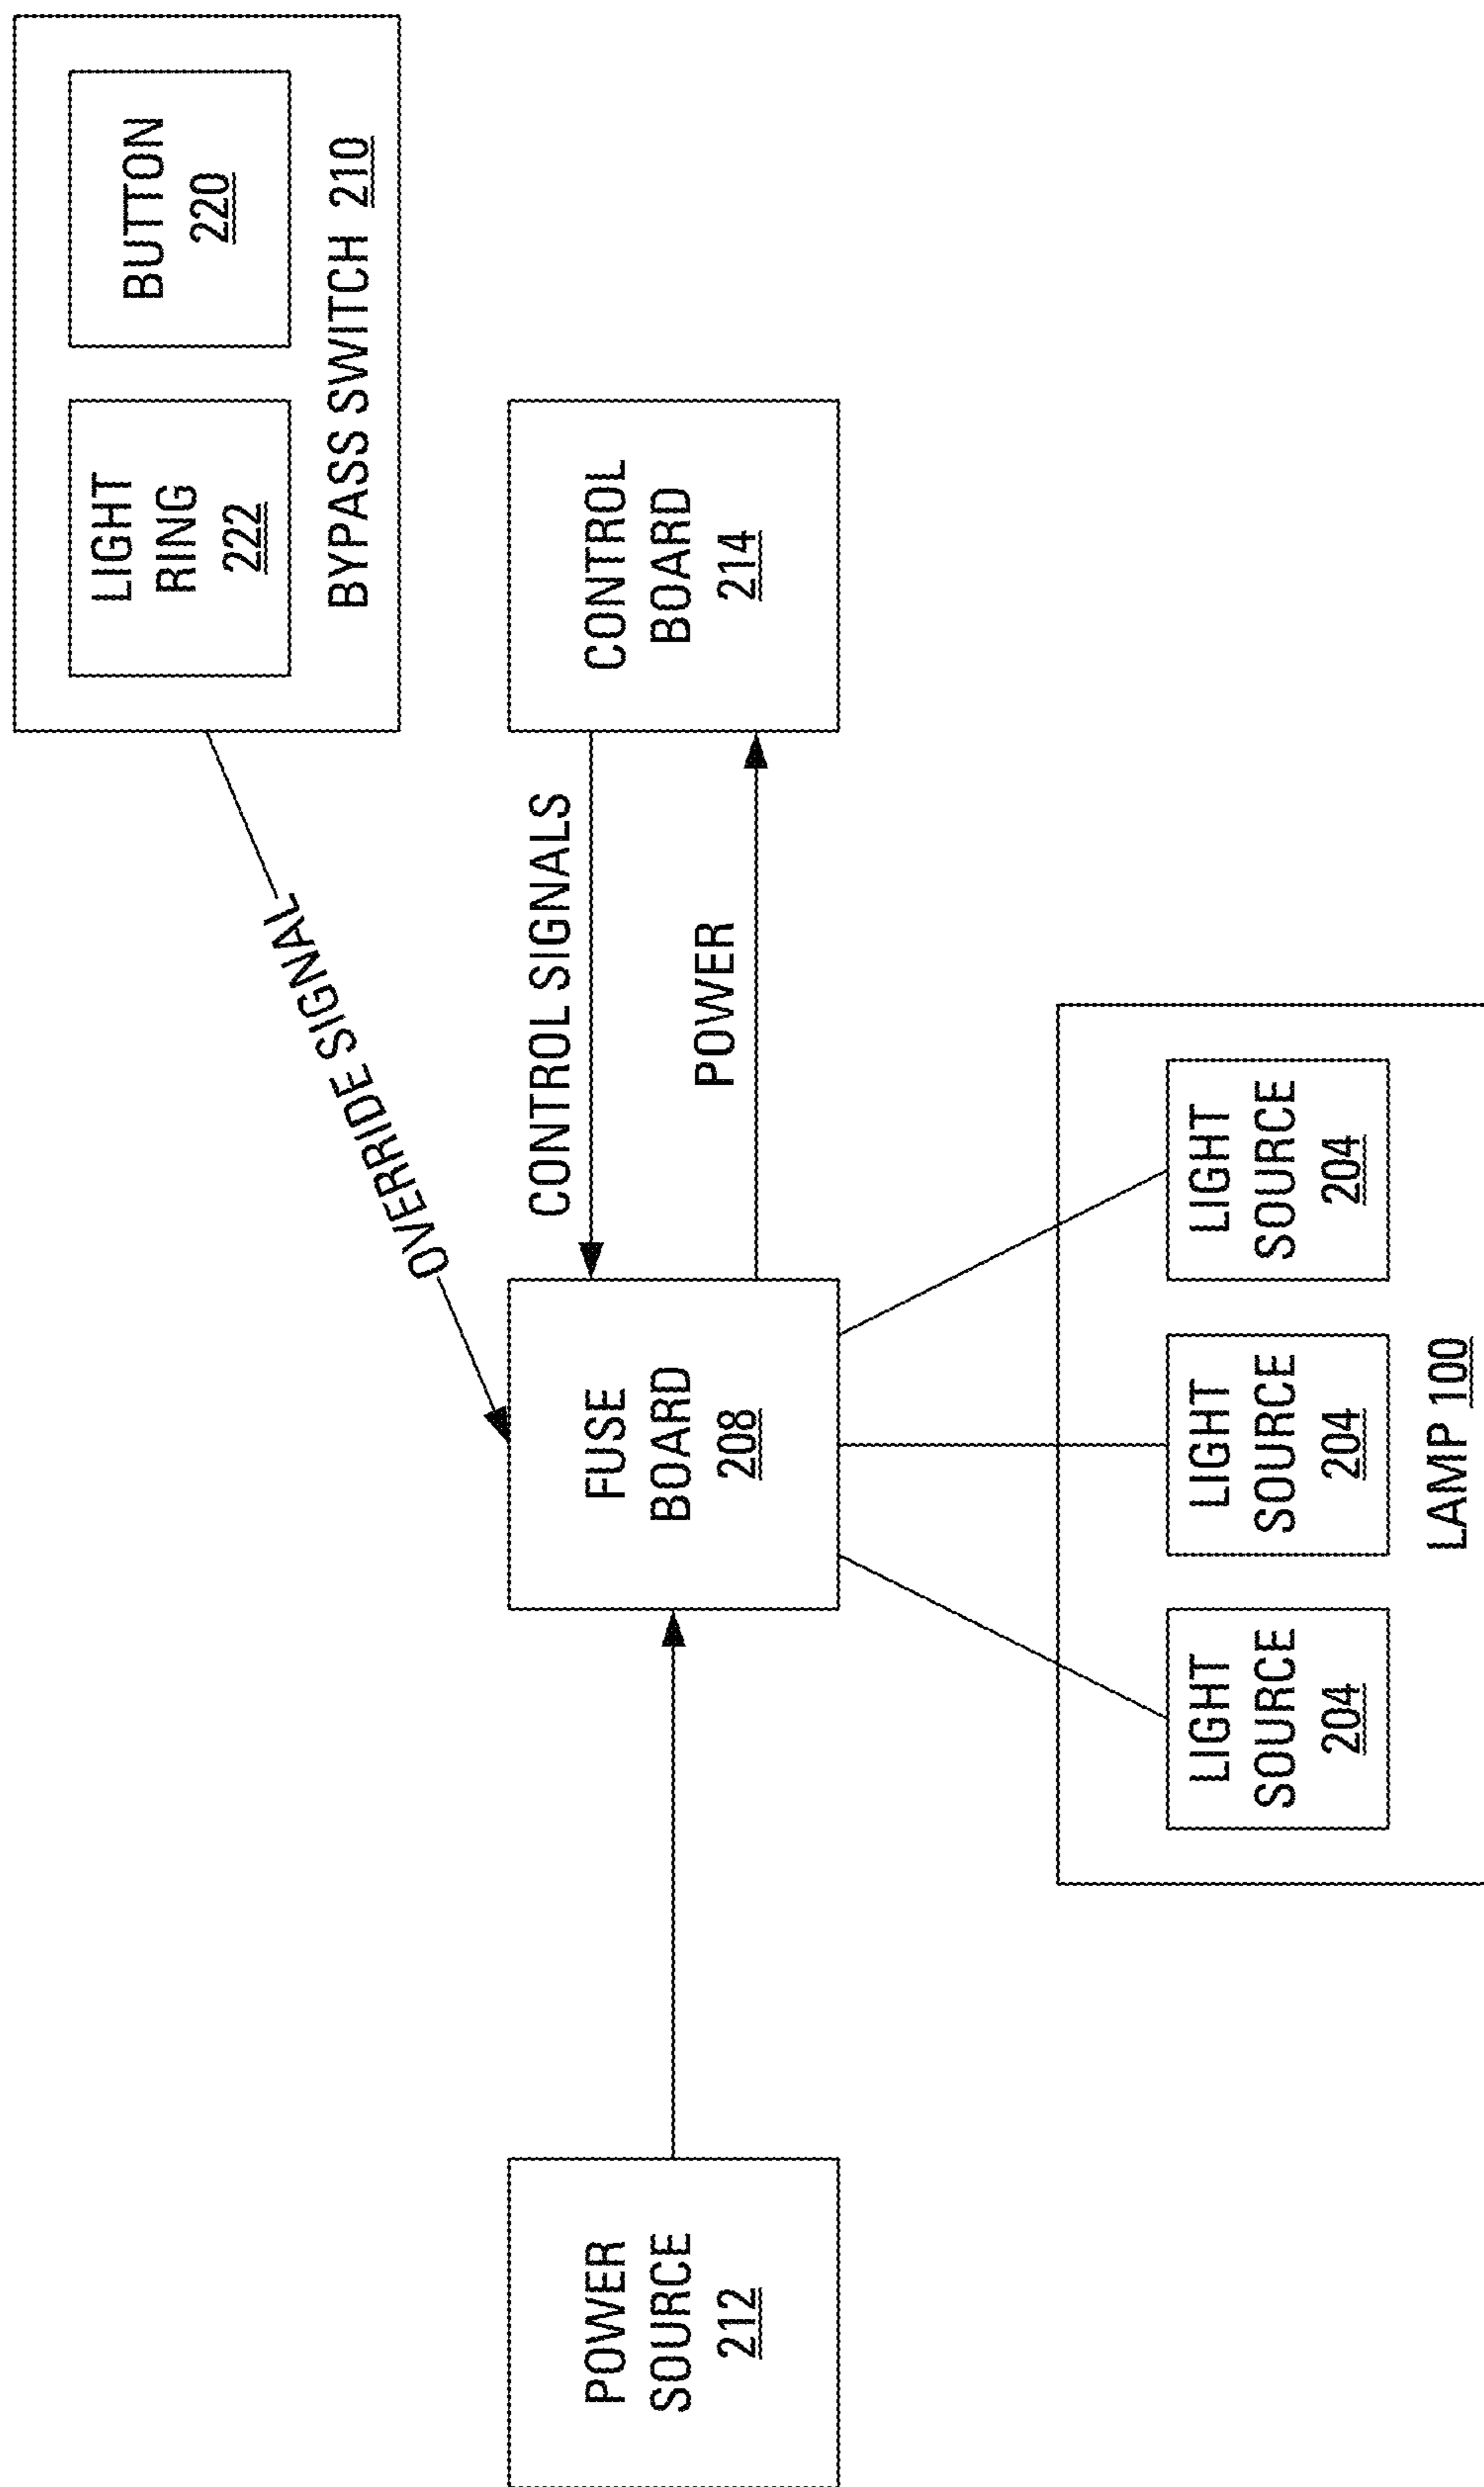 LIGHT
RING
222
BUTTON
220
BYPASS SWITCH 210
OVERRIDE SIGNAL
POWER
SOURCE
212
FUSE
BOARD
208
CONTROL SIGNALS
POWER
CONTROL
BOARD
214
LIGHT
SOURCE
204
LIGHT
SOURCE
204
LIGHT
SOURCE
204
LAMP 100